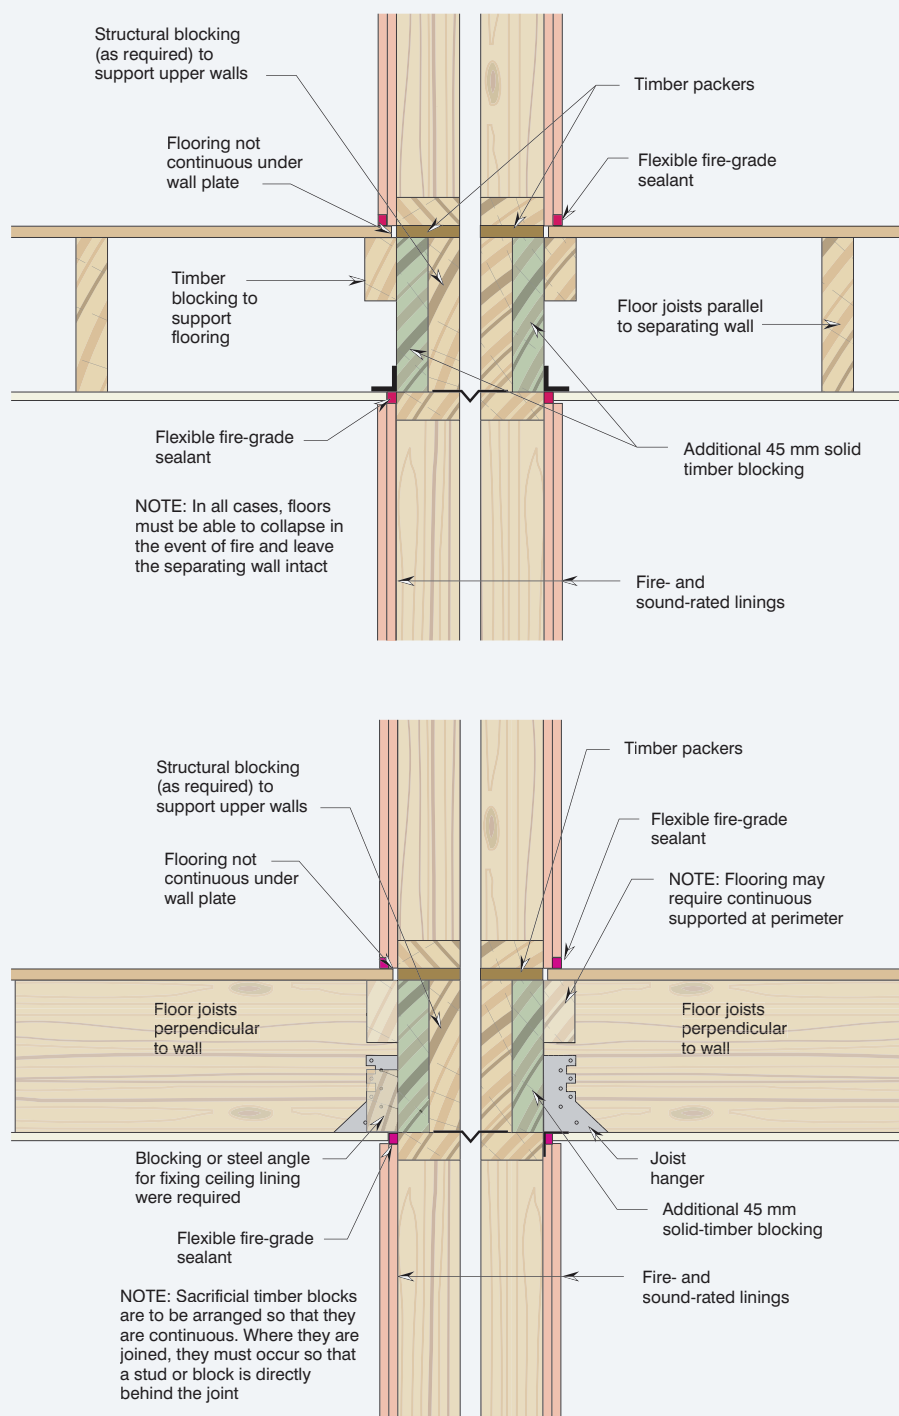 Structural blocking
(as required) to
support upper walls
Timber packers
Flooring not
continuous under
wall plate
Flexible fire-grade
sealant
Timber
blocking to
support
flooring
Floor joists parallel
to separating wall
Flexible fire-grade
sealant
Additional 45 mm solid
timber blocking
NOTE: In all cases, floors
must be able to collapse in
the event of fire and leave
the separating wall intact
Fire- and
sound-rated linings
Timber packers
Structural blocking
(as required) to
support upper walls
Flexible fire-grade
sealant
Flooring not
continuous under
wall plate
NOTE: Flooring may
require continuous
supported at perimeter
Floor joists
perpendicular
to wall
Floor joists
perpendicular
to wall
Blocking or steel angle
for fixing ceiling lining
were required
Joist
hanger
Additional 45 mm
solid-timber blocking
Flexible fire-grade
sealant
Fire- and
sound-rated linings
NOTE: Sacrificial timber blocks
are to be arranged so that they
are continuous. Where they are
joined, they must occur so that
a stud or block is directly
behind the joint